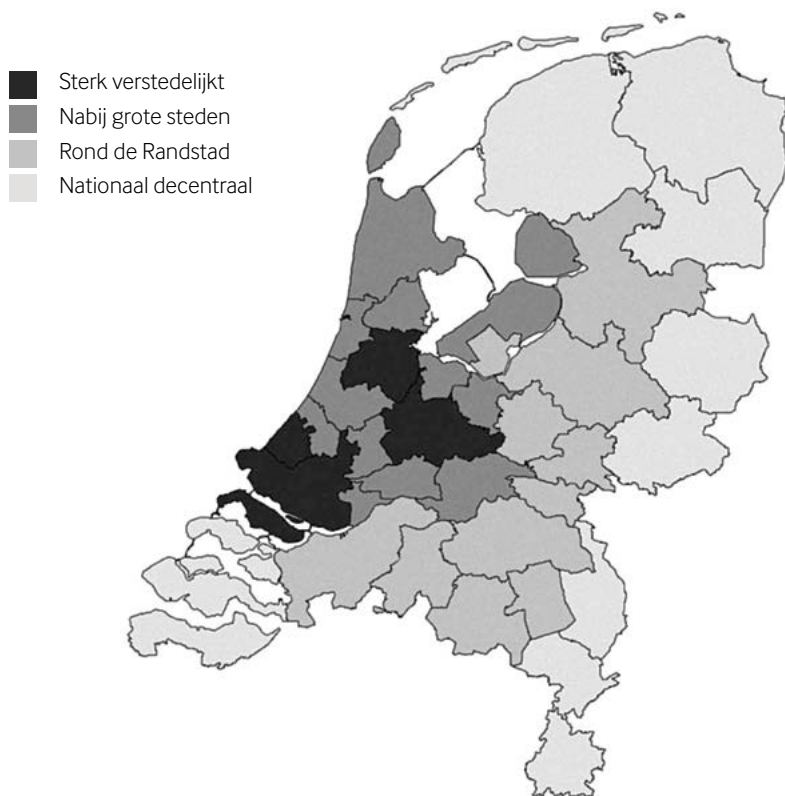 Sterk verstedelijkt
Nabij grote steden
Rond de Randstad
Nationaal decentraal